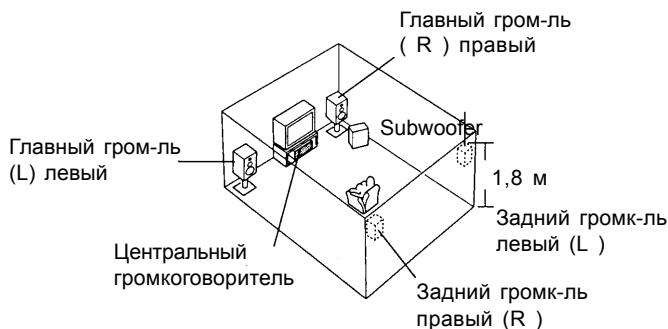 Главный гром-ль
( R ) правый
Subwoofer
Главный гром-ль
(L) левый
1,8 м
Задний громк-ль
левый (L )
Центральный
громкоговоритель
Задний громк-ль
правый (R )